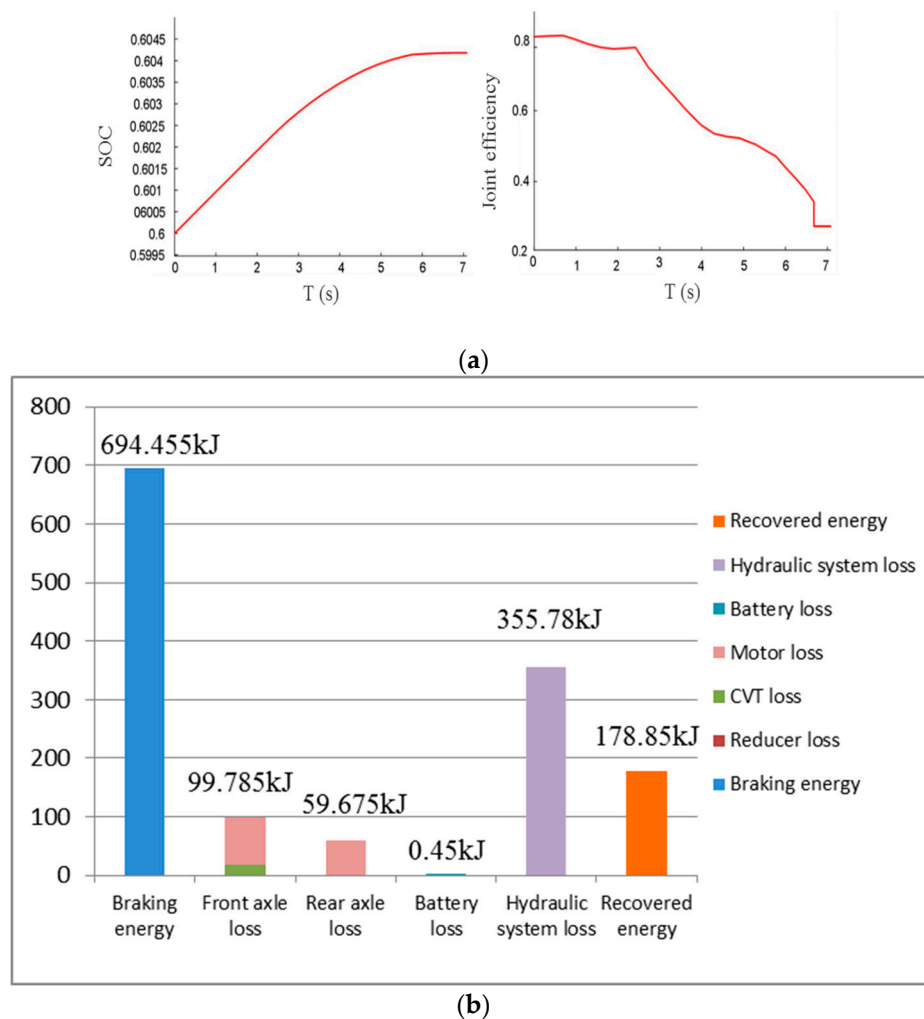 0.6045
0.604
0.6035
0.603
0.6025
0.602
0.6015
0.601
06005
0.6
0.5995
SOC
0 1 2 3 4 5 6 7
T (s)
0.8
0.6
0.4
0.2
Joint efficiency
0 1 2 3 4 5 6 7
T (s)
(a)
800
700
600
500
400
300
200
100
0
694.455kJ
99.785kJ
59.675kJ
0.45kJ
355.78kJ
178.85kJ
Braking energy
Front axle loss
Rear axle loss
Battery loss
Hydraulic system loss
Recovered energy
Recovered energy
Hydraulic system loss
Battery loss
Motor loss
CVT loss
Reducer loss
Braking energy
(b)